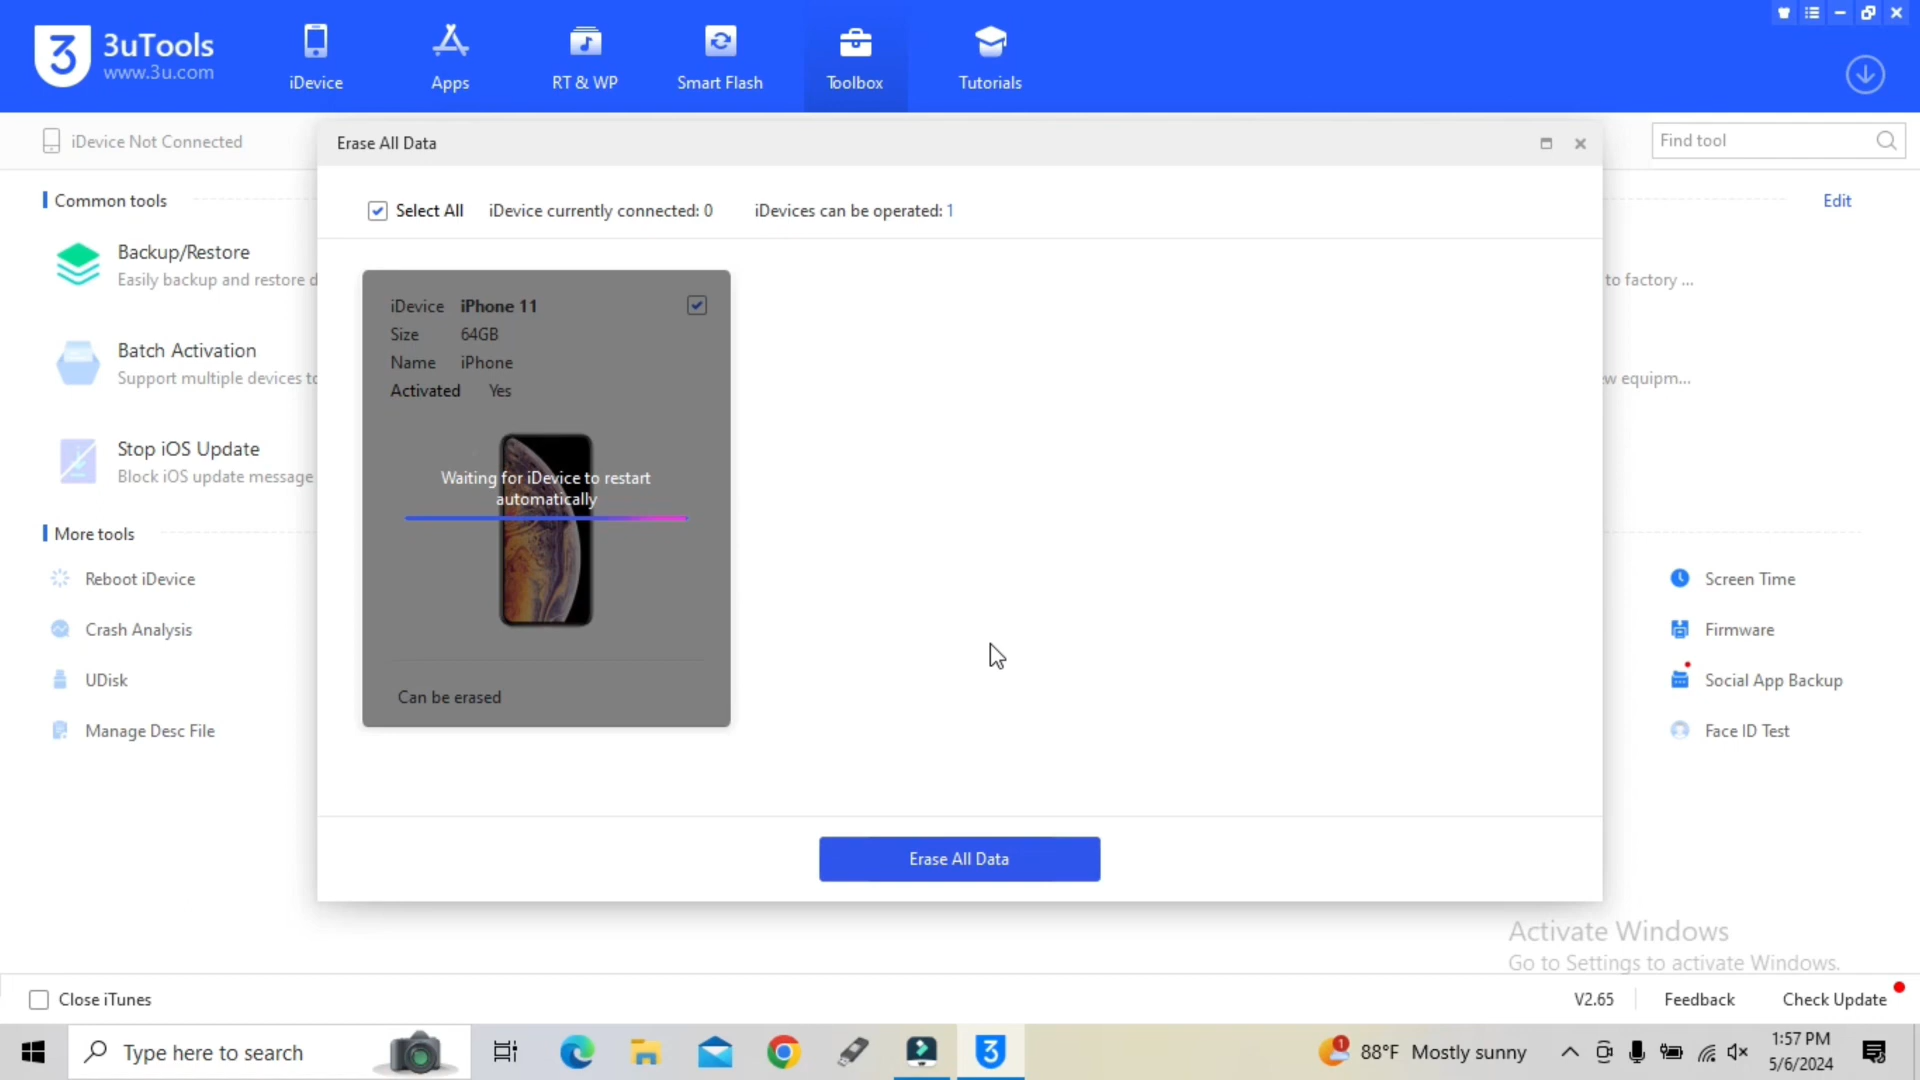 3 3uTools
www.3u.com
iDevice
Apps
RT & WP
Smart Flash
Toolbox
Tutorials
iDevice Not Connected
Erase All Data
Find tool
Common tools
Edit
Select All iDevice currently connected: 0 iDevices can be operated: 1
Backup/Restore
Easily backup and restore d
to factory ...
Batch Activation
Support multiple devices to
ew equipm...
Stop iOS Update
Block iOS update message
iDevice iPhone 11
Size 64GB
Name iPhone
Activated Yes
Waiting for iDevice to restart
automatically
Can be erased
More tools
Reboot iDevice
Crash Analysis
UDisk
Manage Desc File
Screen Time
Firmware
Social App Backup
Face ID Test
Erase All Data
Activate Windows
Go to Settings to activate Windows.
Close iTunes
V2.65
Feedback
Check Update
Type here to search
3
1
88°F Mostly sunny
1:57 PM
5/6/2024